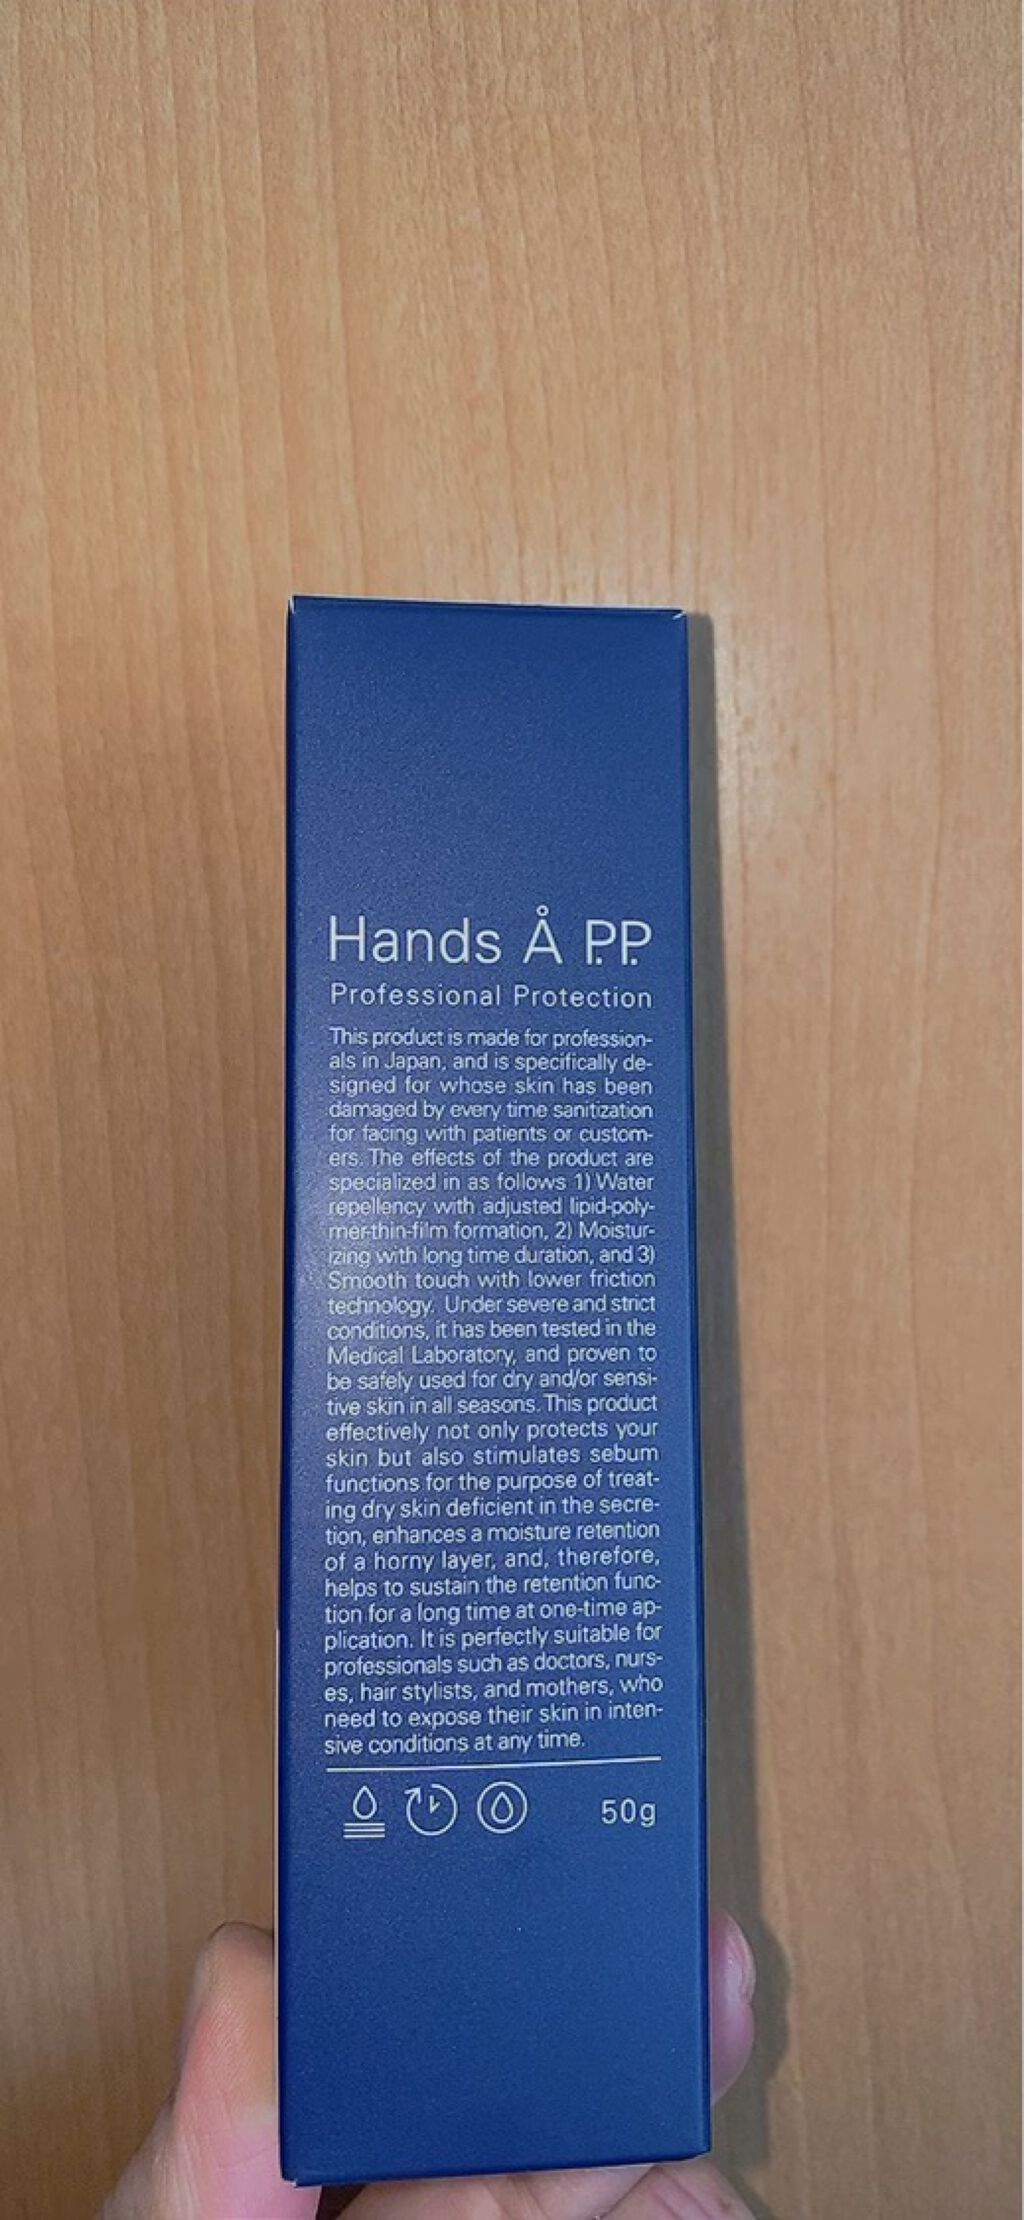 Hands Å P.P.
Professional Protection
This product is made for profession-
als in Japan, and is specifically de-
signed for whose skin has been
damaged by every time sanitization
for facing with patients or custom-
ers. The effects of the product are
specialized in as follows 1) Water
repellency with adjusted lipid-poly-
mer-thin-film formation, 2) Moistur-
izing with long time duration, and 3)
Smooth touch with lower friction
technology. Under severe and strict
conditions, it has been tested in the
Medical Laboratory, and proven to
be safely used for dry and/or sensi-
tive skin in all seasons. This product
effectively not only protects your
skin but also stimulates sebum
functions for the purpose of treat-
ing dry skin deficient in the secre-
tion, enhances a moisture retention
of a horny layer, and, therefore,
helps to sustain the retention func-
tion for a long time at one-time ap-
plication. It is perfectly suitable for
professionals such as doctors, nurs-
es, hair stylists, and mothers, who
need to expose their skin in inten-
sive conditions at any time.
50g